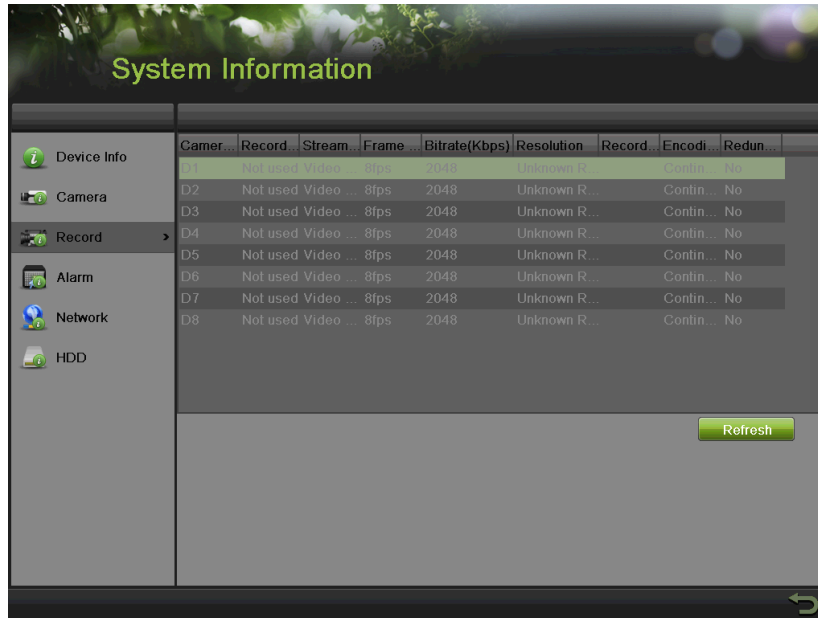 System Information
Device Info
Camera
Record >
Alarm
Network
HDD
Camer... Record... Stream... Frame ... Bitrate(Kbps) Resolution Record... Encodi... Redun...
D1 Not used Video ... 8fps 2048 Unknown R... Contin... No
D2 Not used Video ... 8fps 2048 Unknown R... Contin... No
D3 Not used Video ... 8fps 2048 Unknown R... Contin... No
D4 Not used Video ... 8fps 2048 Unknown R... Contin... No
D5 Not used Video ... 8fps 2048 Unknown R... Contin... No
D6 Not used Video ... 8fps 2048 Unknown R... Contin... No
D7 Not used Video ... 8fps 2048 Unknown R... Contin... No
D8 Not used Video ... 8fps 2048 Unknown R... Contin... No
Refresh